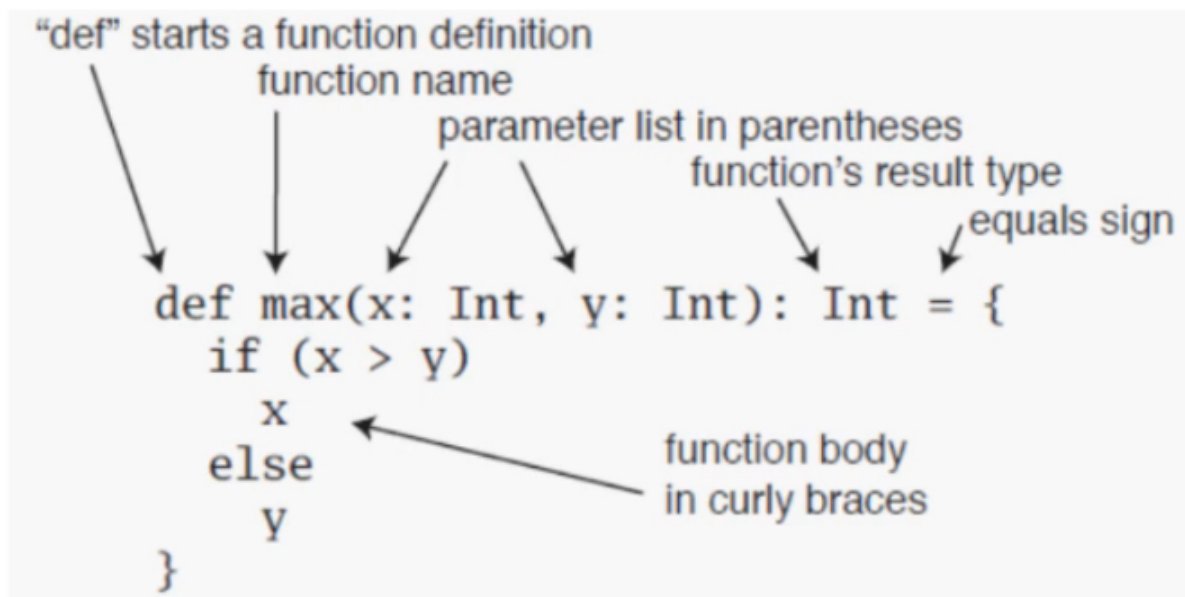 “def” starts a function definition
function name
parameter list in parentheses
function’s result type
equals sign
def max(x: Int, y: Int): Int = {
if (x > y)
x
else
y
}
function body
in curly braces